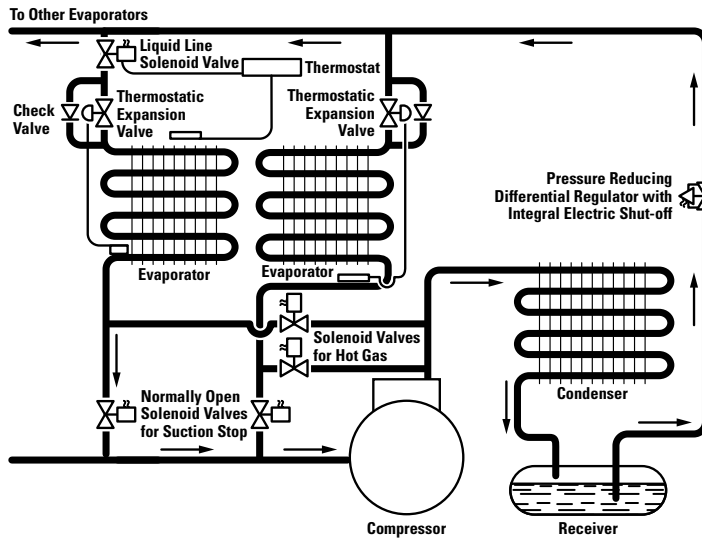 To Other Evaporators
Liquid Line
Solenoid Valve
Thermostat
Check
Valve
Thermostatic
Expansion
Valve
Thermostatic
Expansion
Valve
Pressure Reducing
Differential Regulator with
Integral Electric Shut-off
Evaporator
Evaporator
Solenoid Valves
for Hot Gas
Normally Open
Solenoid Valves
for Suction Stop
Condenser
Compressor
Receiver